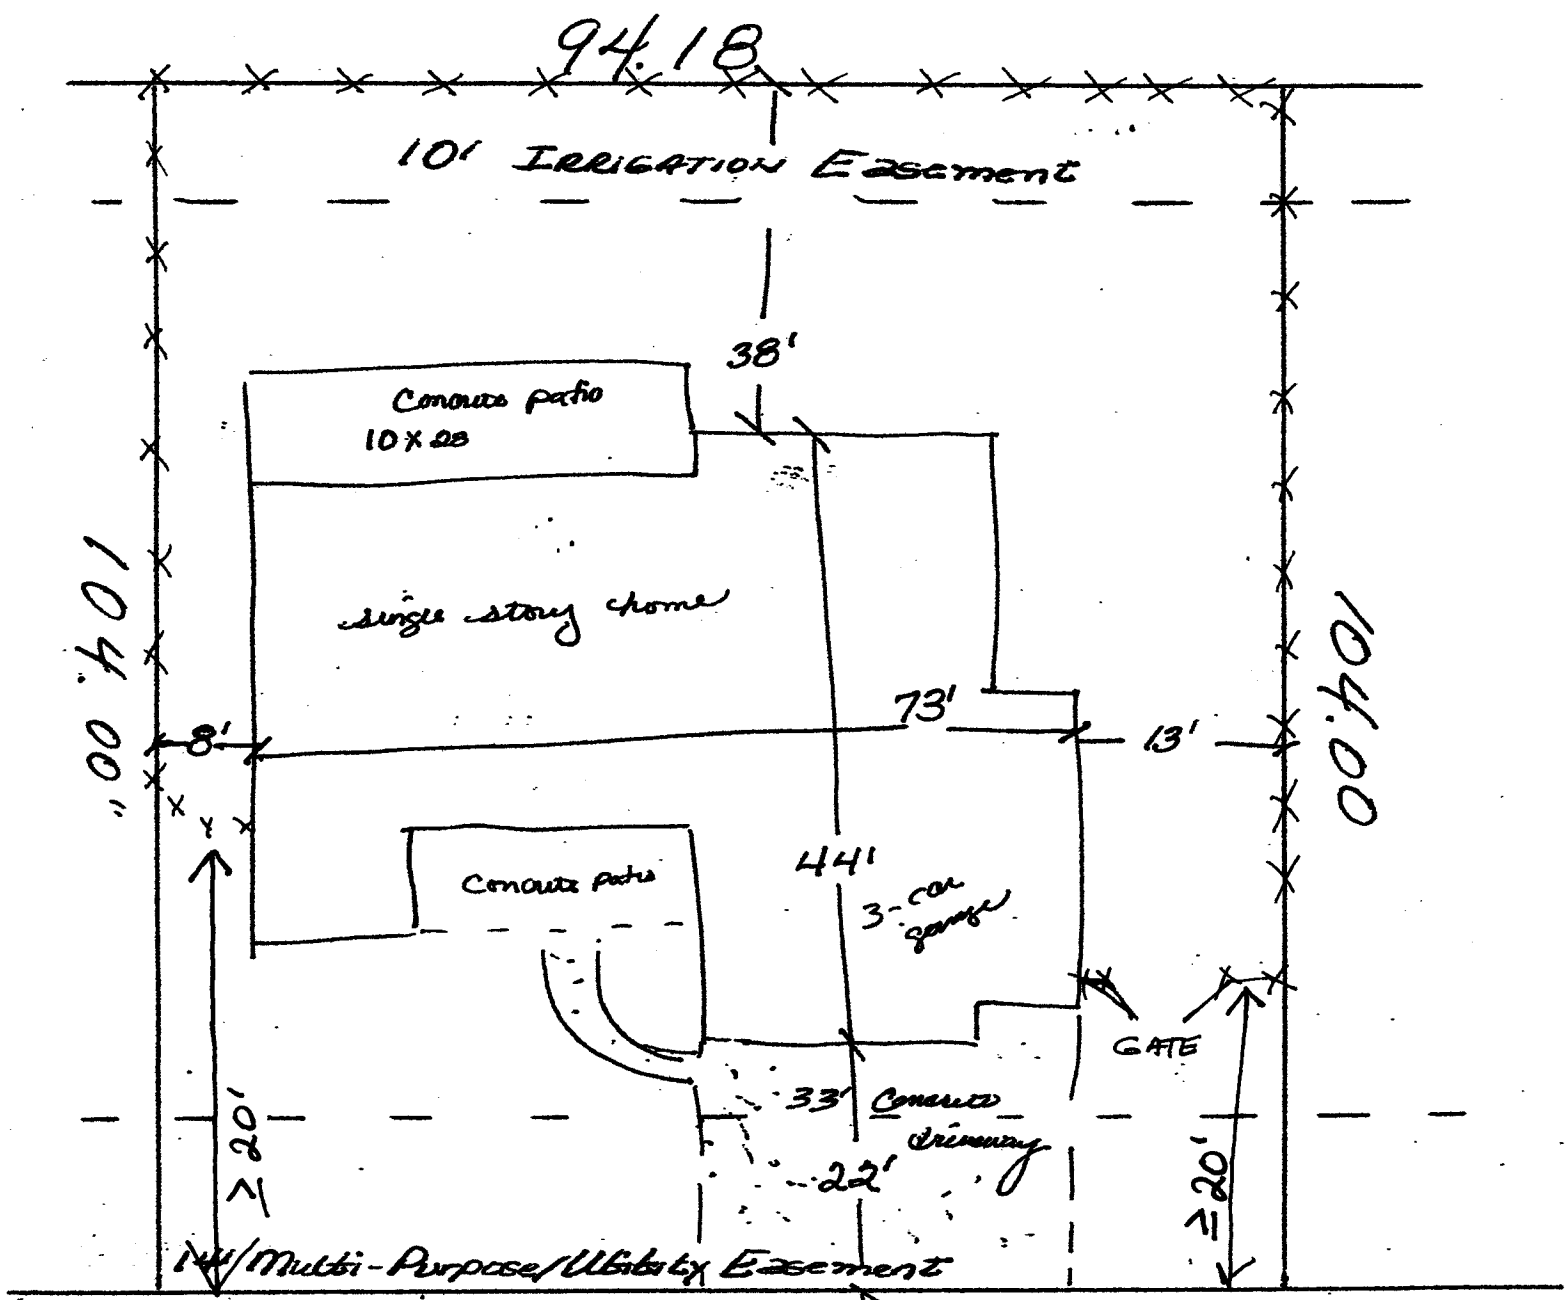 94.18
10' IRRIGATION Easement
38'
Concrete patio
10 X 28
104.00"
single story home
73'
8'
13'
104.00
44'
Concrete patio
3-car
garage
GATE
33' Concrete
driveway
≥ 20'
22'
≥ 20'
14'/Multi-Purpose/Utility Easement